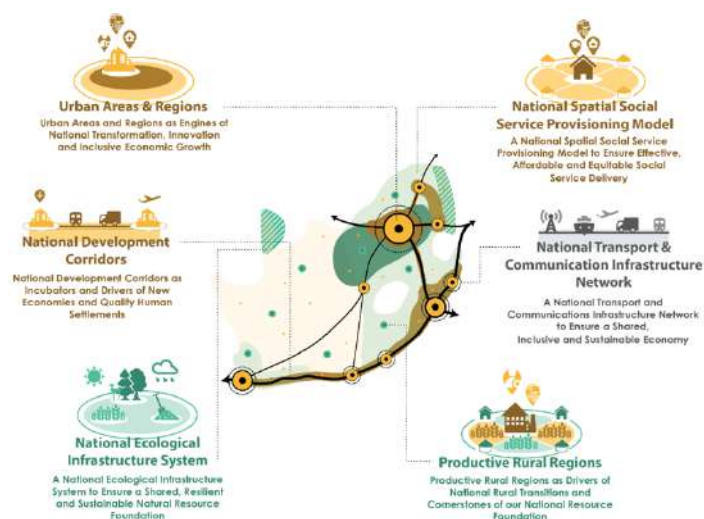 Urban Areas & Regions
Urban Areas and Regions as Engines of
National Transformation, Innovation
and Inclusive Economic Growth
National Spatial Social
Service Provisioning Model
A National Spatial Social Service
Provisioning Model to Ensure Effective,
Affordable and Equitable Social
Service Delivery
National Development
Corridors
National Development Corridors as
Incubators and Drivers of New
Economies and Quality Human
Settlements
National Transport &
Communication Infrastructure
Network
A National Transport and
Communications Infrastructure Network
to Ensure a Shared,
Inclusive and Sustainable Economy
National Ecological
Infrastructure System
A National Ecological Infrastructure
System to Ensure a Shared, Resilient
and Sustainable Natural Resource
Foundation
Productive Rural Regions
Productive Rural Regions as Drivers of
National Rural Transitions and
Cornerstones of our National Resource
Foundation